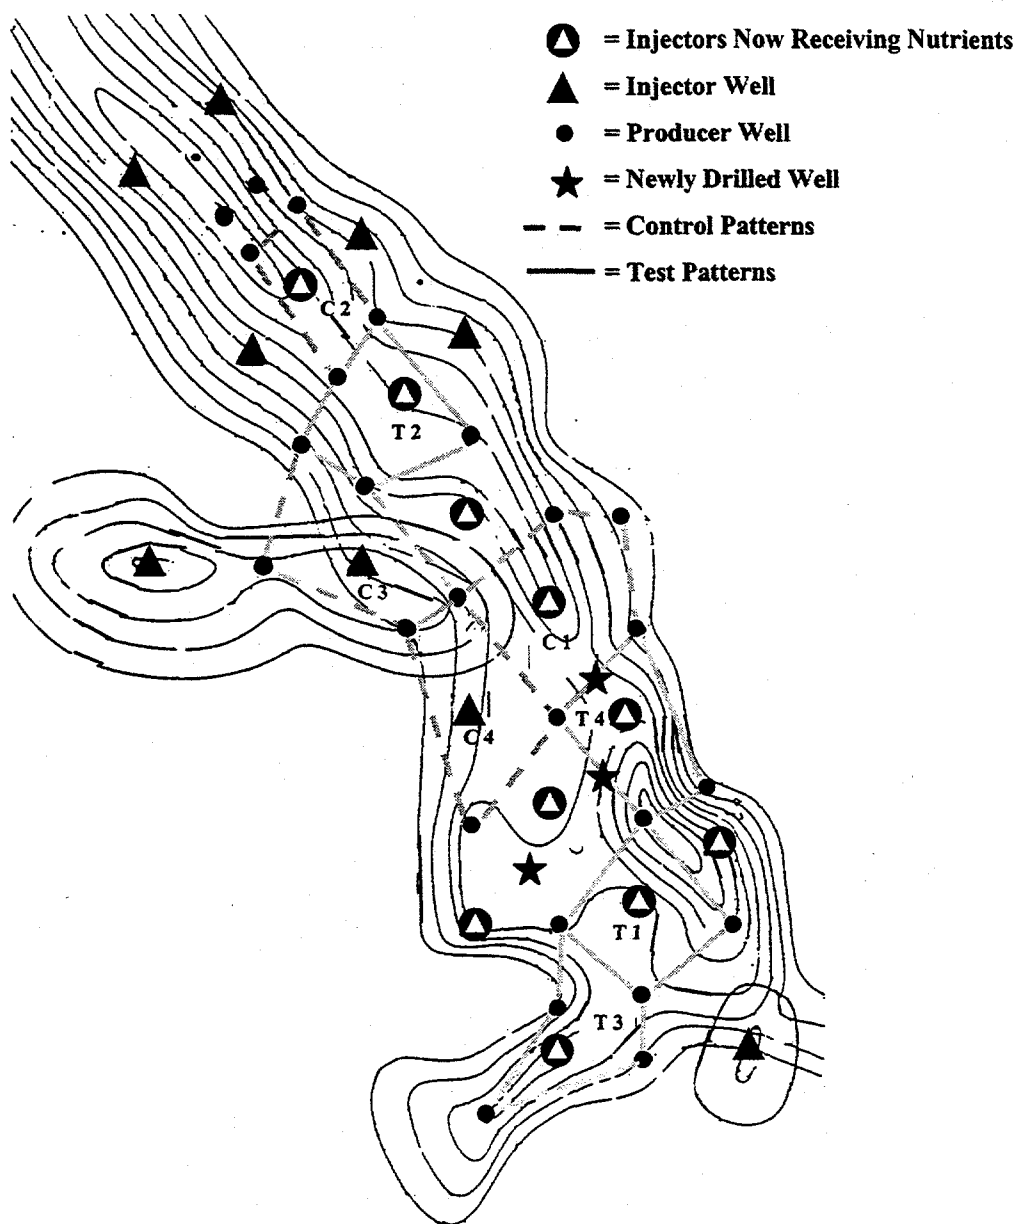 = Injectors Now Receiving Nutrients
= Injector Well
= Producer Well
= Newly Drilled Well
= Control Patterns
= Test Patterns
C 2
T 2
C 3
C 1
T 4
C 4
T 1
T 3